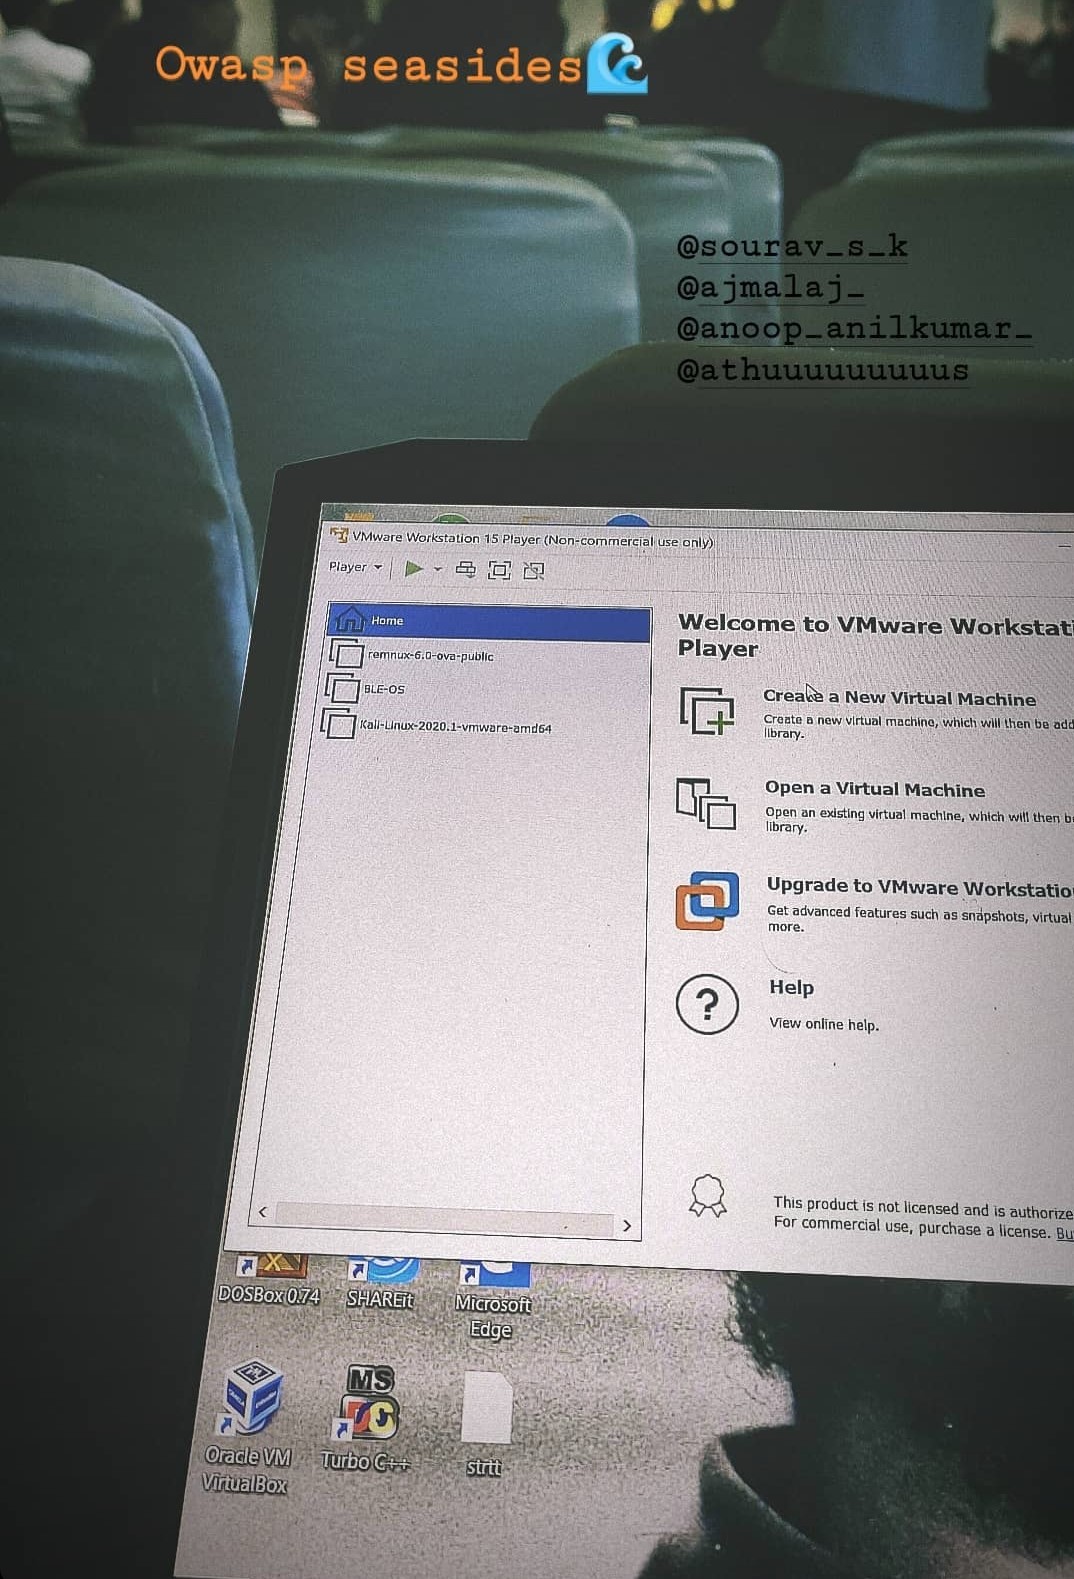 Owasp seasides
@sourav_s_k
@ajmalaj_
@anoop_anilkumar_
@athuuuuuuuuus
VMware Workstation 15 Player (Non-commercial use only)
Player
Home
remnux-6.0-ova-public
BLE-OS
Kali-Linux-2020.1-vmware-amd64
Welcome to VMware Workstati
Player
Create a New Virtual Machine
Create a new virtual machine, which will then be add
library.
Open a Virtual Machine
Open an existing virtual machine, which will then b
library.
Upgrade to VMware Workstatio
Get advanced features such as snapshots, virtual
more.
?
Help
View online help.
This product is not licensed and is authorize
For commercial use, purchase a license. Bu
DOSBox 0.74
SHAREit
Microsoft
Edge
MS
Oracle VM
VirtualBox
Turbo C++
strtt